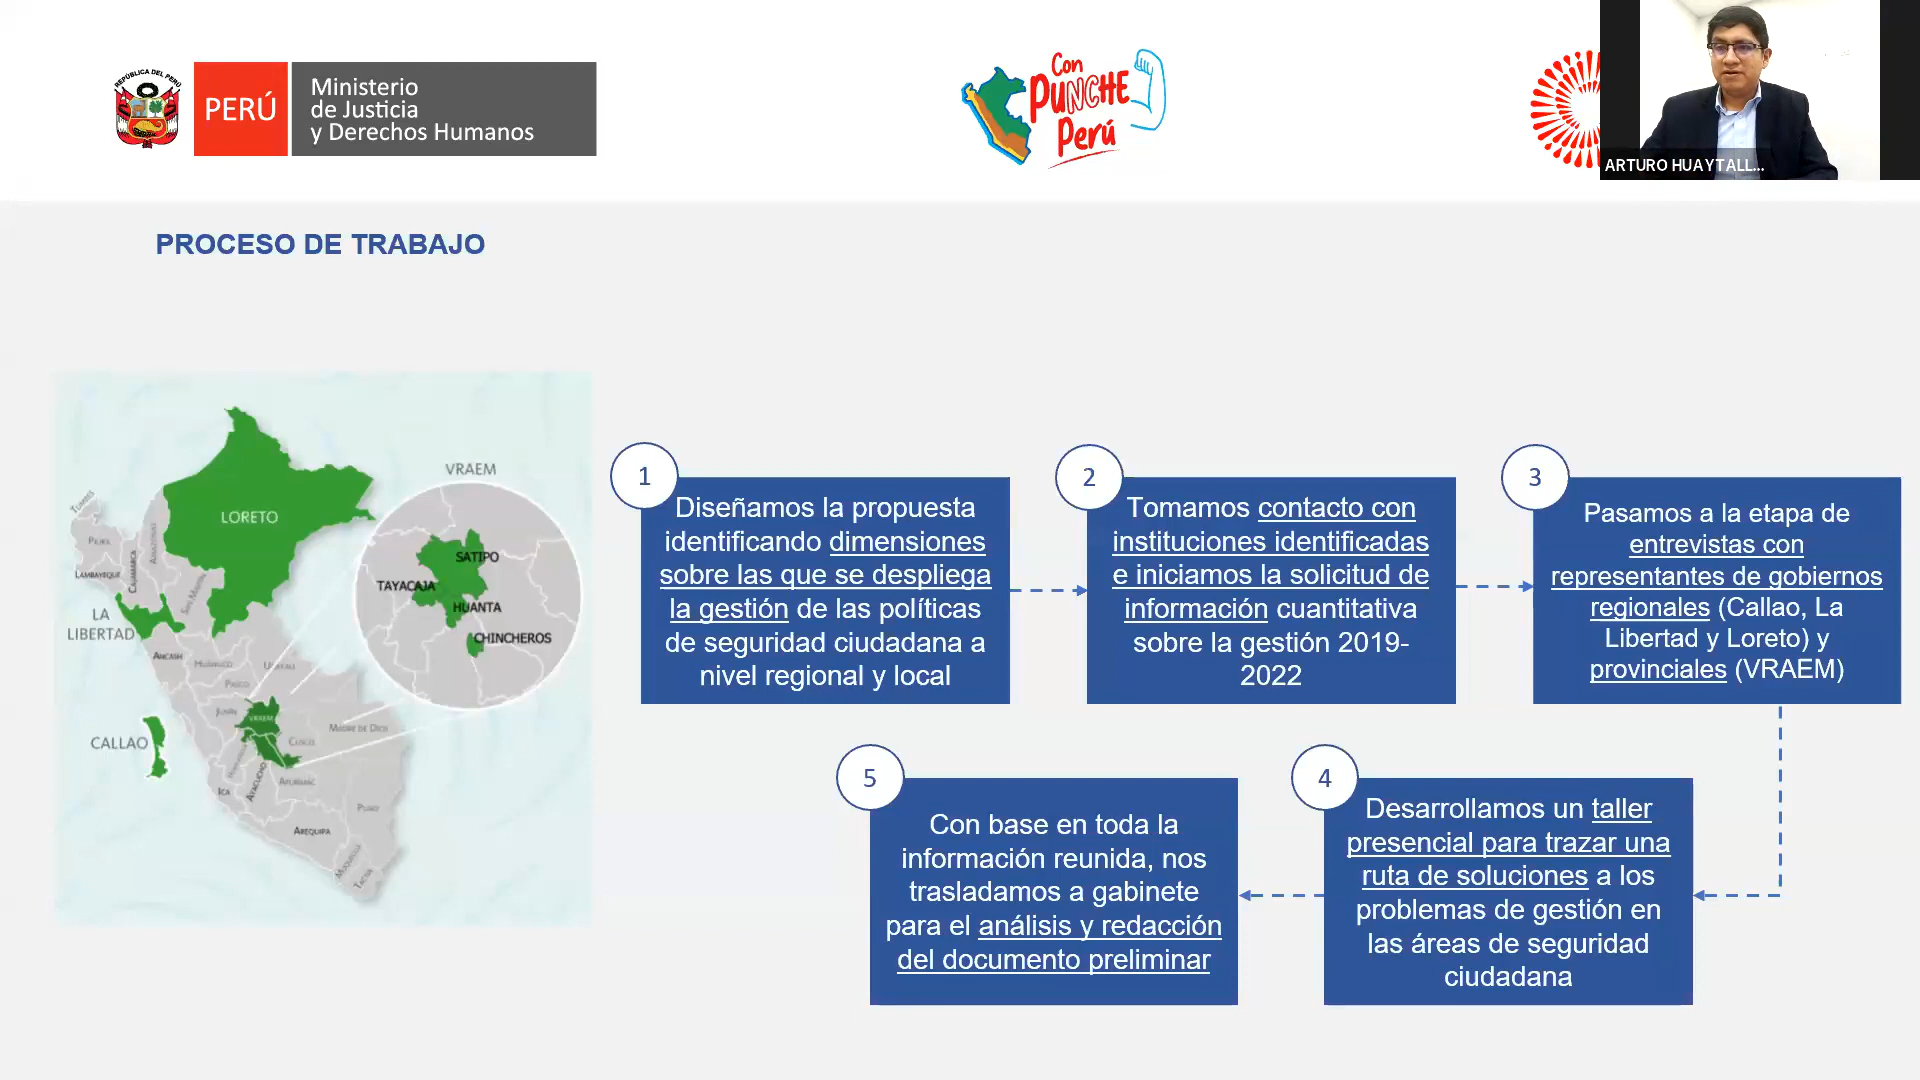 REPÚBLICA DEL PERÚ
PERÚ
Ministerio
de Justicia
y Derechos Humanos
Con
PUNCHE
Perú
ARTURO HUAYTALL...
PROCESO DE TRABAJO
VRAEM
LORETO
TUMBES
PIURA
LAMBAYEQUE
CAJAMARCA
AMAZONAS
SAN MARTÍN
LA
LIBERTAD
SATIPO
TAYACAJA
HUANTA
CHINCHEROS
ANCASH
HUÁNUCO
UCAYALI
PASCO
JUNÍN
VRAEM
MADRE DE DIOS
CUSCO
CALLAO
ICA
AYACUCHO
APURÍMAC
PUNO
AREQUIPA
MOQUEGUA
TACNA
1
Diseñamos la propuesta
identificando dimensiones
sobre las que se despliega
la gestión de las políticas
de seguridad ciudadana a
nivel regional y local
2
Tomamos contacto con
instituciones identificadas
e iniciamos la solicitud de
información cuantitativa
sobre la gestión 2019-
2022
3
Pasamos a la etapa de
entrevistas con
representantes de gobiernos
regionales (Callao, La
Libertad y Loreto) y
provinciales (VRAEM)
4
Desarrollamos un taller
presencial para trazar una
ruta de soluciones a los
problemas de gestión en
las áreas de seguridad
ciudadana
5
Con base en toda la
información reunida, nos
trasladamos a gabinete
para el análisis y redacción
del documento preliminar